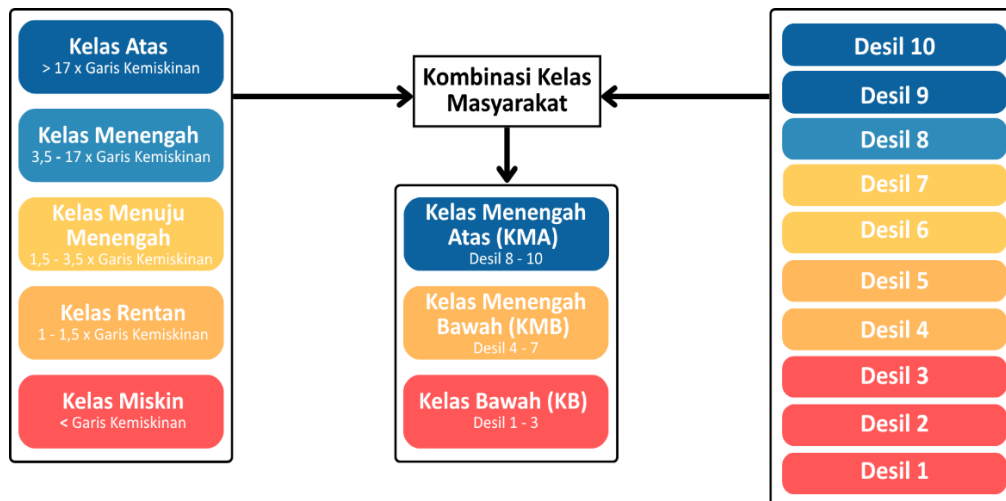 Kelas Atas
> 17 x Garis Kemiskinan
Kelas Menengah
3,5 - 17 x Garis Kemiskinan
Kelas Menuju
Menengah
1,5 - 3,5 x Garis Kemiskinan
Kelas Rentan
1 - 1,5 x Garis Kemiskinan
Kelas Miskin
< Garis Kemiskinan
Kombinasi Kelas
Masyarakat
Kelas Menengah
Atas (KMA)
Desil 8 - 10
Kelas Menengah
Bawah (KMB)
Desil 4 - 7
Kelas Bawah (KB)
Desil 1 - 3
Desil 10
Desil 9
Desil 8
Desil 7
Desil 6
Desil 5
Desil 4
Desil 3
Desil 2
Desil 1